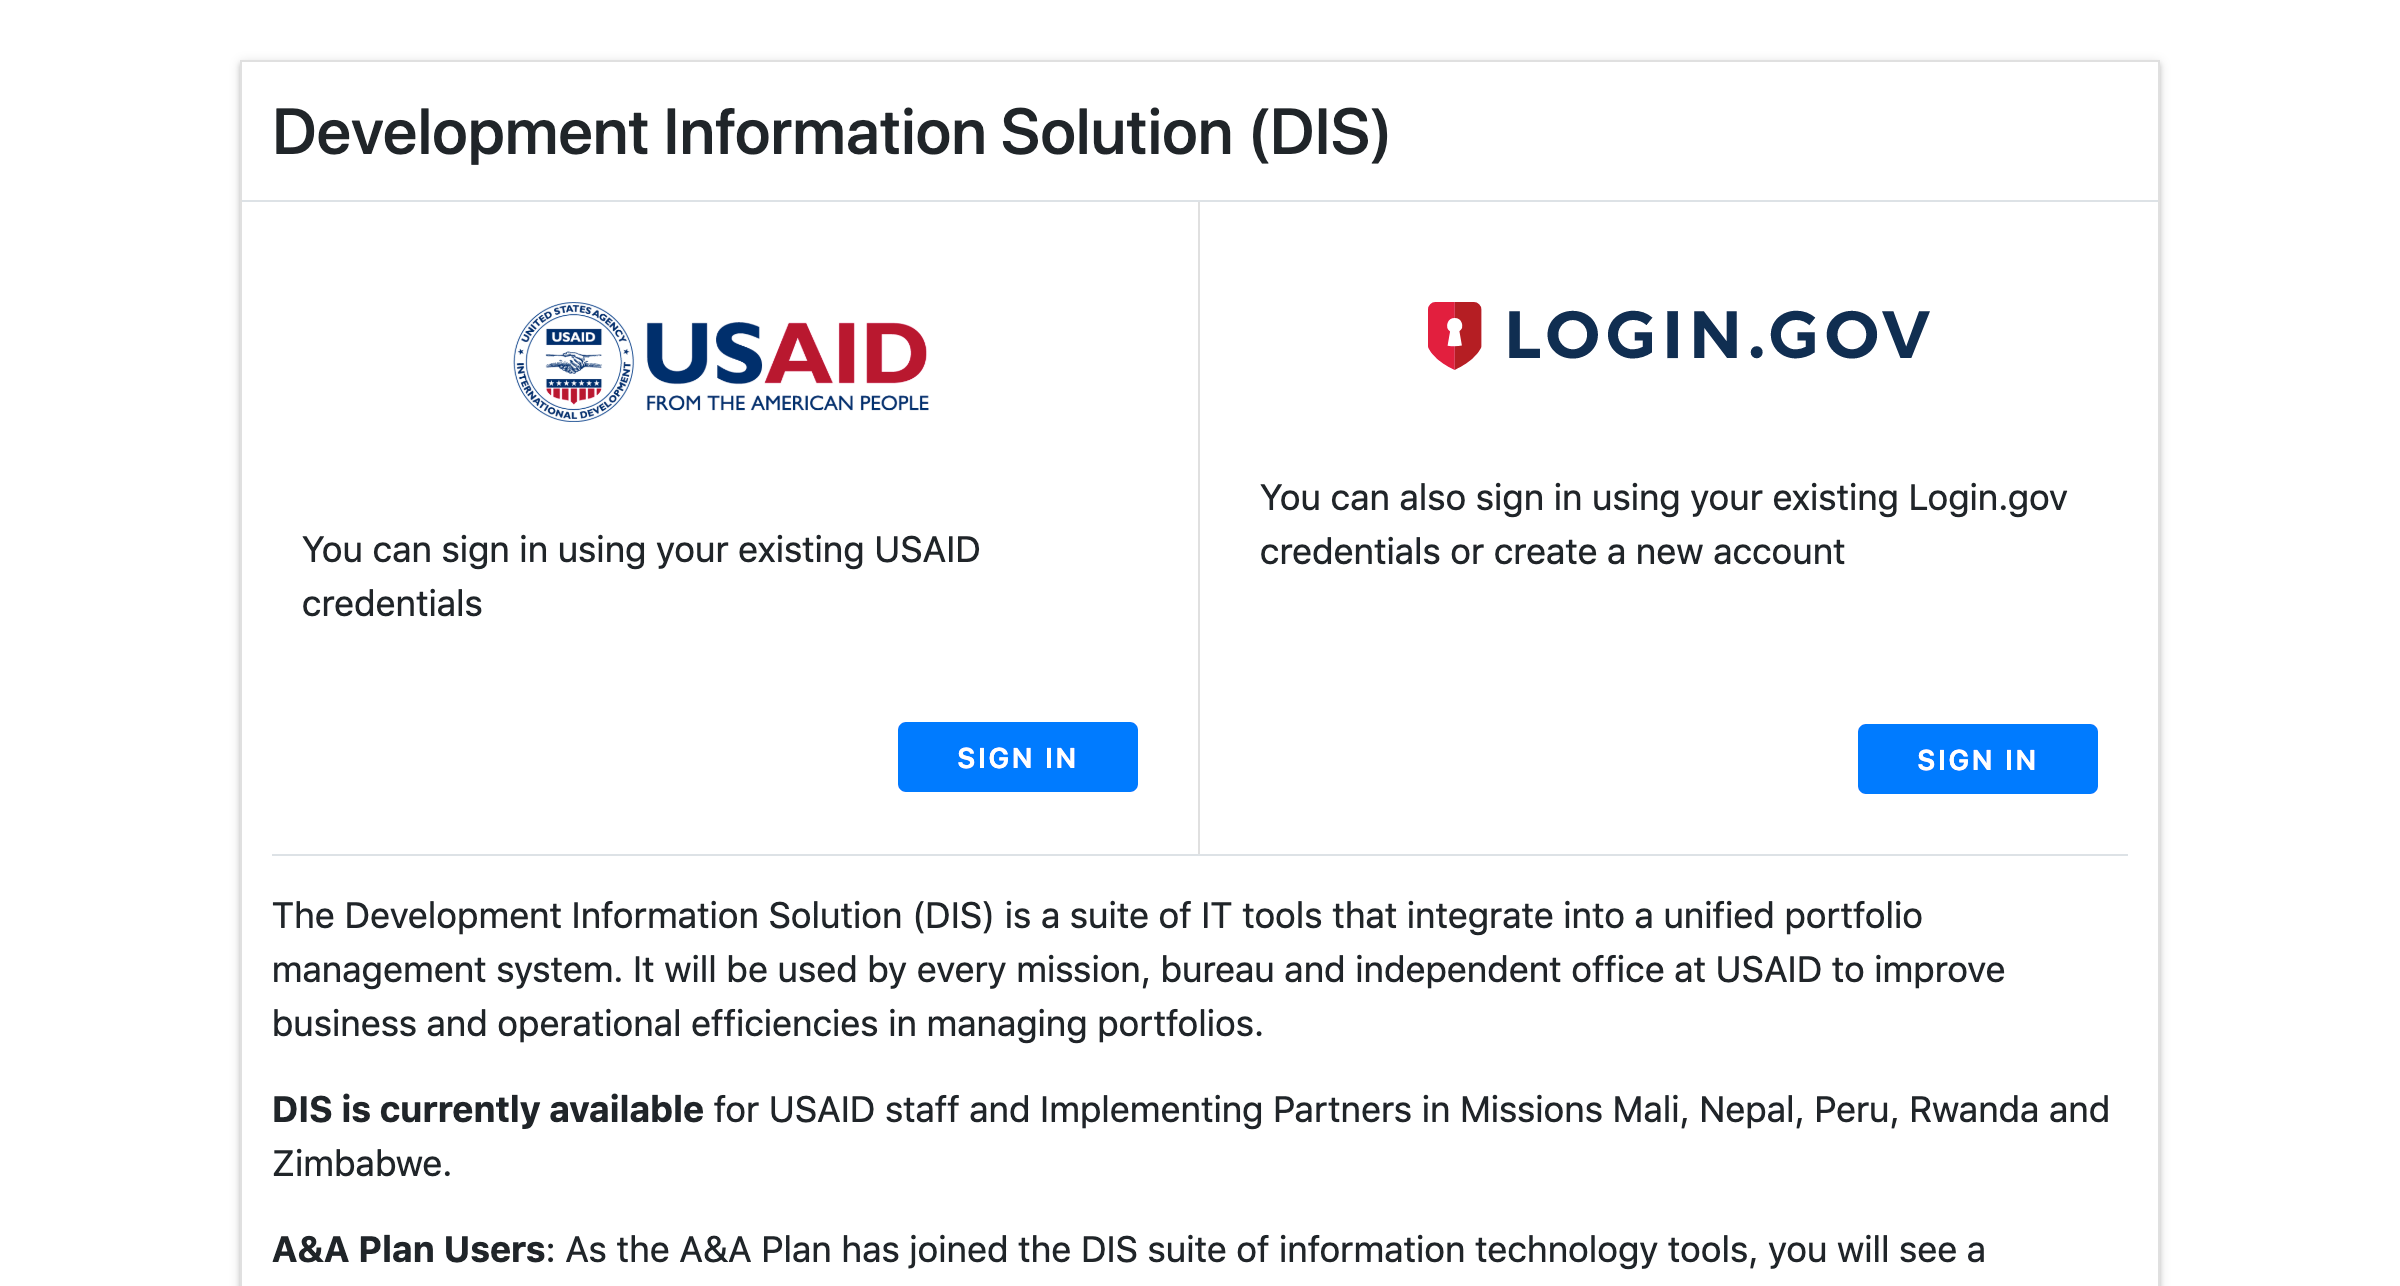 Development Information Solution (DIS)
UNITED STATES AGENCY
USAID
INTERNATIONAL DEVELOPMENT
USAID
FROM THE AMERICAN PEOPLE
You can sign in using your existing USAID
credentials
SIGN IN
LOGIN.GOV
You can also sign in using your existing Login.gov
credentials or create a new account
SIGN IN
The Development Information Solution (DIS) is a suite of IT tools that integrate into a unified portfolio
management system. It will be used by every mission, bureau and independent office at USAID to improve
business and operational efficiencies in managing portfolios.
DIS is currently available for USAID staff and Implementing Partners in Missions Mali, Nepal, Peru, Rwanda and
Zimbabwe.
A&A Plan Users: As the A&A Plan has joined the DIS suite of information technology tools, you will see a